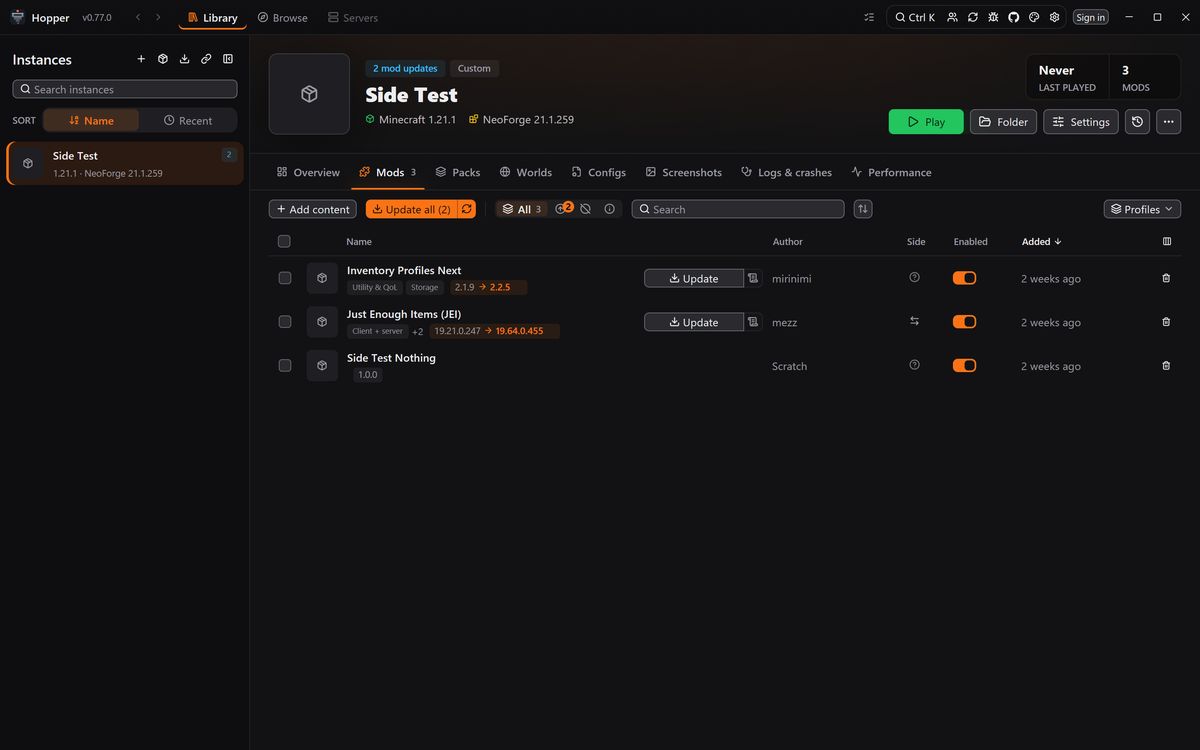 Hopper v0.77.0 Library Browse Servers Ctrl K Sign in
Instances
Search instances
SORT Name Recent
Side Test 2
1.21.1 · NeoForge 21.1.259
2 mod updates Custom
Side Test
Minecraft 1.21.1 NeoForge 21.1.259
Never
LAST PLAYED
3
MODS
Play Folder Settings
Overview Mods 3 Packs Worlds Configs Screenshots Logs & crashes Performance
Add content Update all (2) All 3 2 Search Profiles
Name Author Side Enabled Added
Inventory Profiles Next
Utility & QoL Storage 2.1.9 → 2.2.5
Update mirinimi 2 weeks ago
Just Enough Items (JEI)
Client + server +2 19.21.0.247 → 19.64.0.455
Update mezz 2 weeks ago
Side Test Nothing
1.0.0
Scratch 2 weeks ago